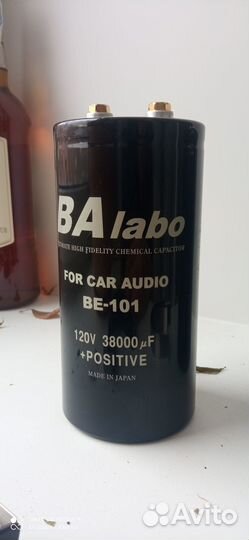 BA labo
HIGH FIDELITY CHEMICAL CAPACITOR
FOR CAR AUDIO
BE-101
120V 38000µF
+POSITIVE
MADE IN JAPAN
Avito